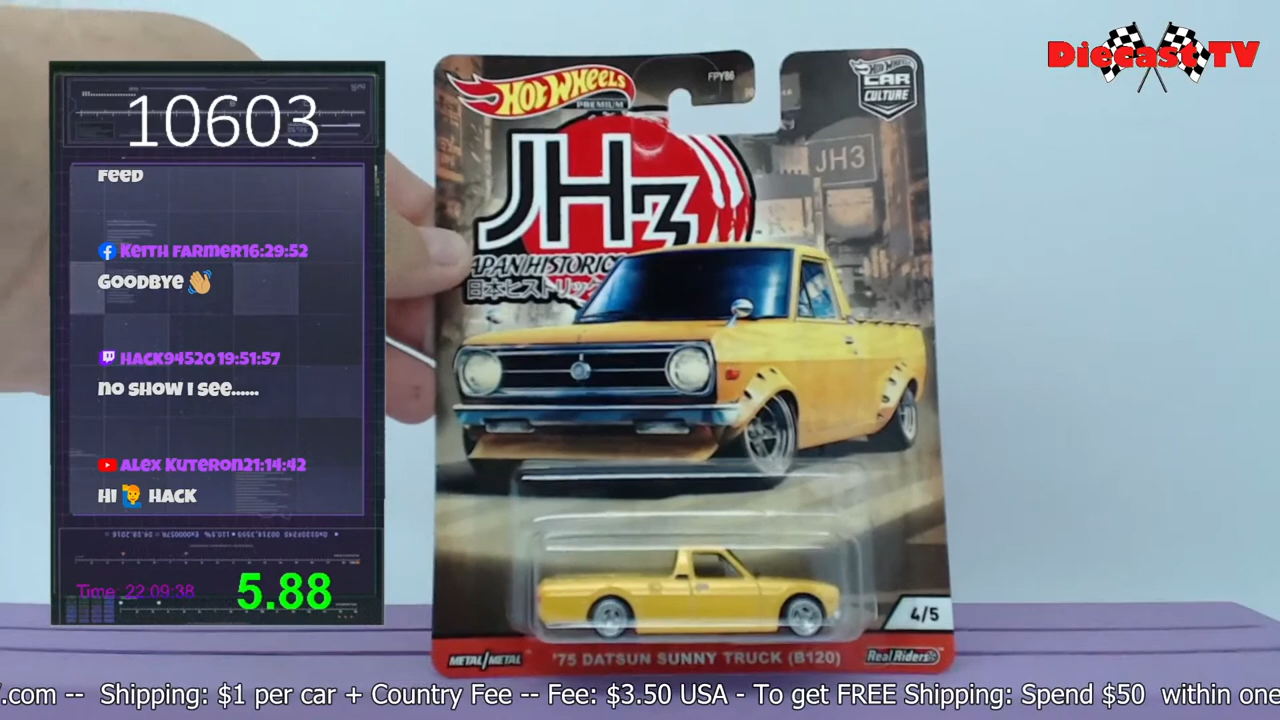 Diecast TV
10603
FEED
Keith Farmer16:29:52
GOODBYE 👋
Hack94520 19:51:57
NO SHOW I SEE......
Alex Kuteron21:14:42
HI 🙋 HACK
Time 22:09:38
5.88
HOT WHEELS
PREMIUM
FPY86
HOT WHEELS
CAR
CULTURE
JH3
JH3
JAPAN HISTORIC
日本ヒストリック
4/5
METAL/METAL
'75 DATSUN SUNNY TRUCK (B120)
Real Riders
.com -- Shipping: $1 per car + Country Fee -- Fee: $3.50 USA - To get FREE Shipping: Spend $50 within one